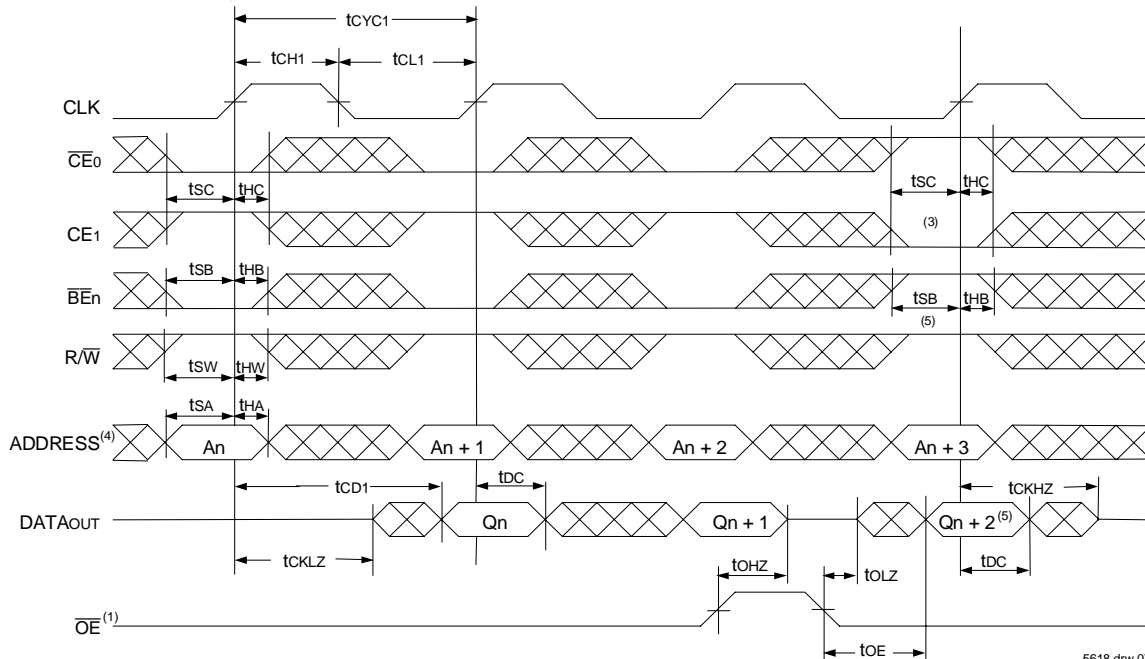 tCYC1
tCH1 tCL1
CLK
CE0
tSC tHC tSC tHC
CE1 (3)
tSB tHB
BEn tSB tHB
(5)
R/W
tSW tHW
tSA tHA
ADDRESS(4) An An + 1 An + 2 An + 3
tCD1 tDC tCKHZ
DATAOUT Qn Qn + 1 Qn + 2(5)
tCKLZ tOHZ tOLZ tDC
OE(1)
tOE
5618 drw